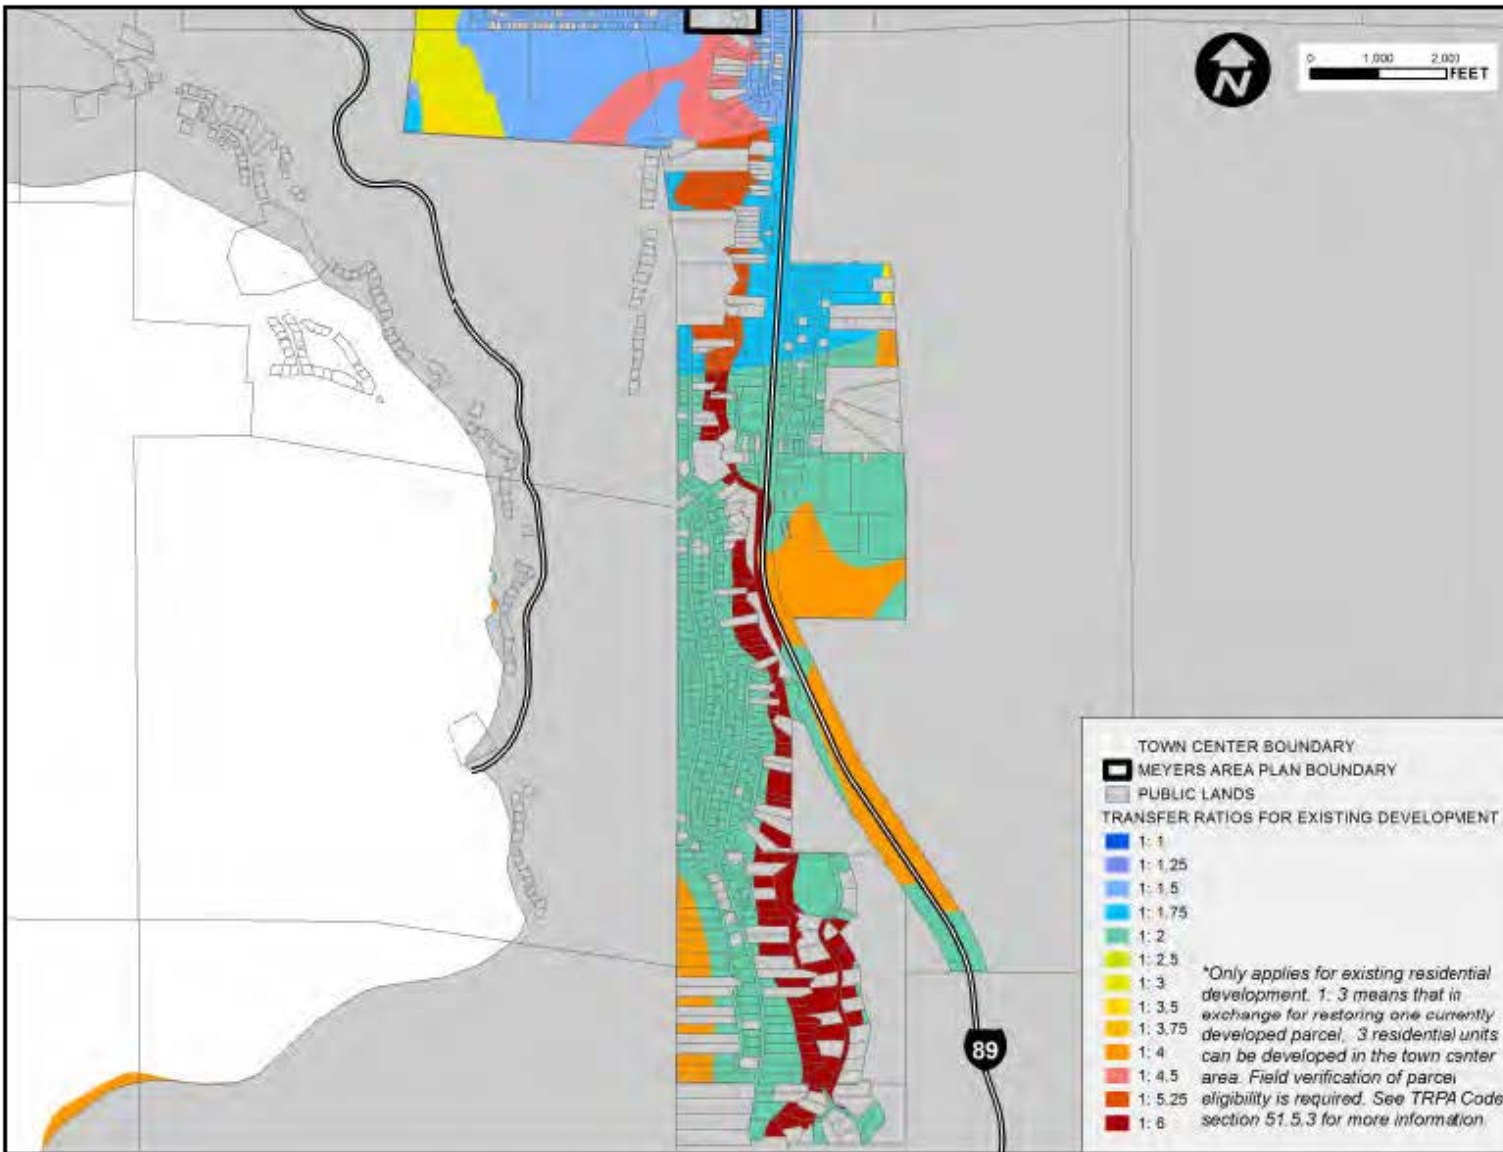 N
0 1,000 2,000
FEET
TOWN CENTER BOUNDARY
MEYERS AREA PLAN BOUNDARY
PUBLIC LANDS
TRANSFER RATIOS FOR EXISTING DEVELOPMENT
1: 1
1: 1.25
1: 1.5
1: 1.75
1: 2
1: 2.5
1: 3
1: 3.5
1: 3.75
1: 4
1: 4.5
1: 5.25
1: 6
*Only applies for existing residential
development. 1: 3 means that in
exchange for restoring one currently
developed parcel, 3 residential units
can be developed in the town center
area. Field verification of parcel
eligibility is required. See TRPA Code
section 51.5.3 for more information.
89